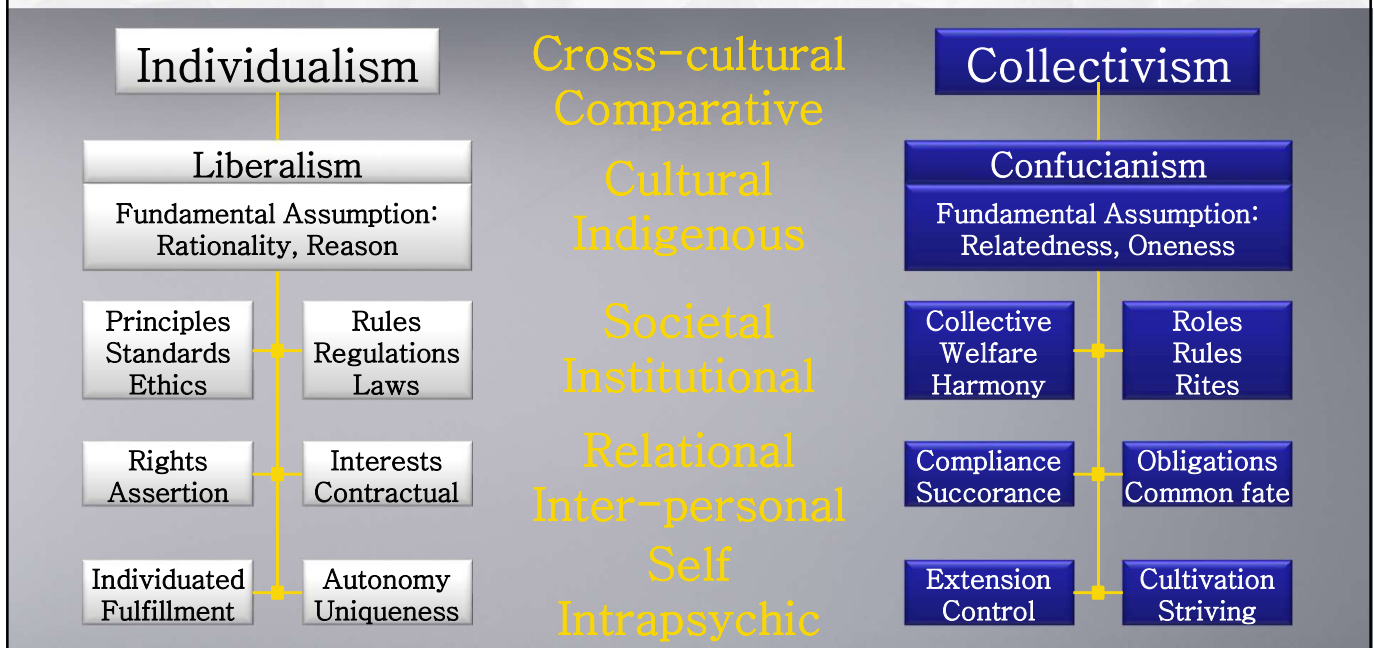 Individualism
Cross-cultural
Comparative
Collectivism
Liberalism
Fundamental Assumption:
Rationality, Reason
Cultural
Indigenous
Confucianism
Fundamental Assumption:
Relatedness, Oneness
Principles
Standards
Ethics
Rules
Regulations
Laws
Societal
Institutional
Collective
Welfare
Harmony
Roles
Rules
Rites
Rights
Assertion
Interests
Contractual
Relational
Inter-personal
Compliance
Succorance
Obligations
Common fate
Individuated
Fulfillment
Autonomy
Uniqueness
Self
Intrapsychic
Extension
Control
Cultivation
Striving